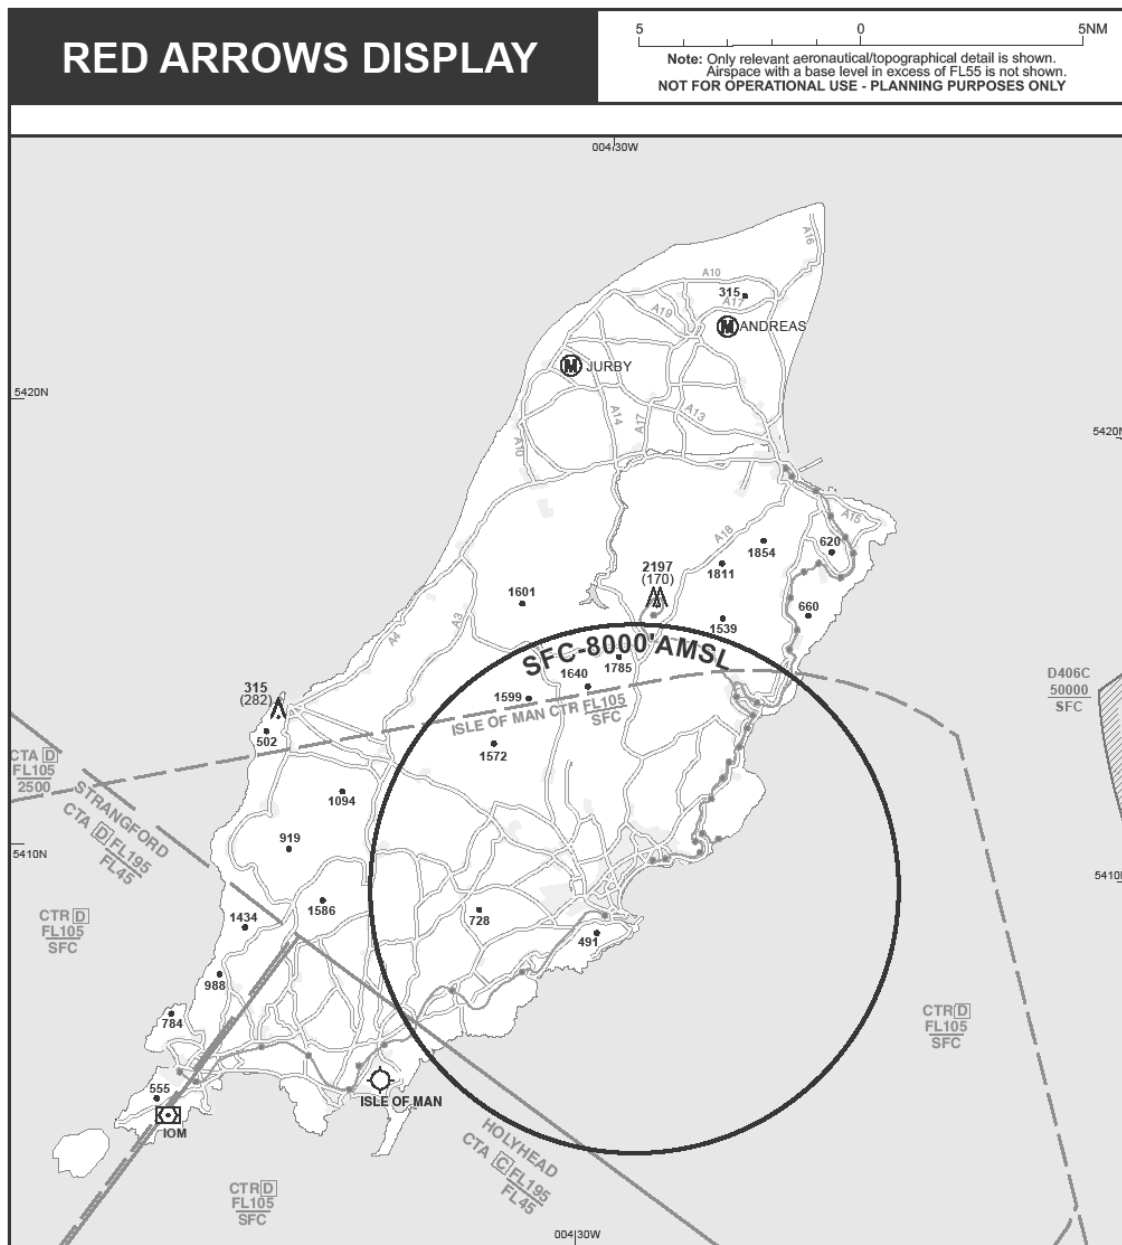 RED ARROWS DISPLAY
5 0 5NM
Note: Only relevant aeronautical/topographical detail is shown.
Airspace with a base level in excess of FL55 is not shown.
NOT FOR OPERATIONAL USE - PLANNING PURPOSES ONLY
004/30W
A16
A10
315
A17
A19
ANDREAS
M
M
JURBY
5420N
A14
A17
A13
5420N
A10
A15
A18
620
1854
2197
(170)
1811
1601
660
1539
A3
A4
SFC-8000'AMSL
1785
1640
D406C
50000
SFC
315
(282)
1599
ISLE OF MAN CTR FL105
SFC
502
1572
CTA D
FL105
2500
1094
STRANGFORD
CTA D FL195
FL45
919
5410N
5410N
1586
728
CTR D
FL105
SFC
1434
491
988
784
CTR D
FL105
SFC
555
ISLE OF MAN
IOM
HOLYHEAD
CTA C FL195
FL45
CTR D
FL105
SFC
004/30W